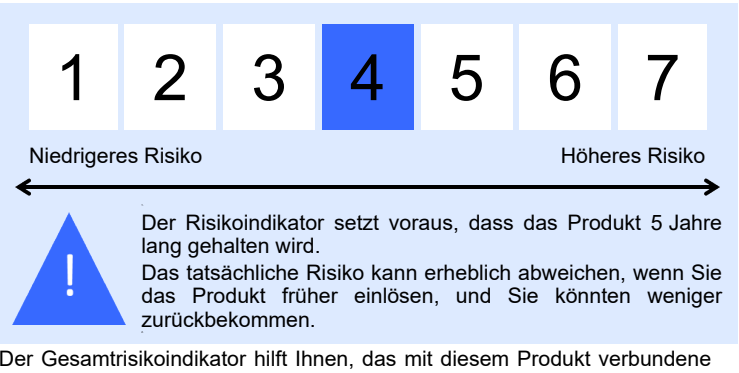 1 2 3 4 5 6 7
Niedrigeres Risiko Höheres Risiko
Der Risikoindikator setzt voraus, dass das Produkt 5 Jahre
lang gehalten wird.
!
Das tatsächliche Risiko kann erheblich abweichen, wenn Sie
das Produkt früher einlösen, und Sie könnten weniger
zurückbekommen.
Der Gesamtrisikoindikator hilft Ihnen, das mit diesem Produkt verbundene